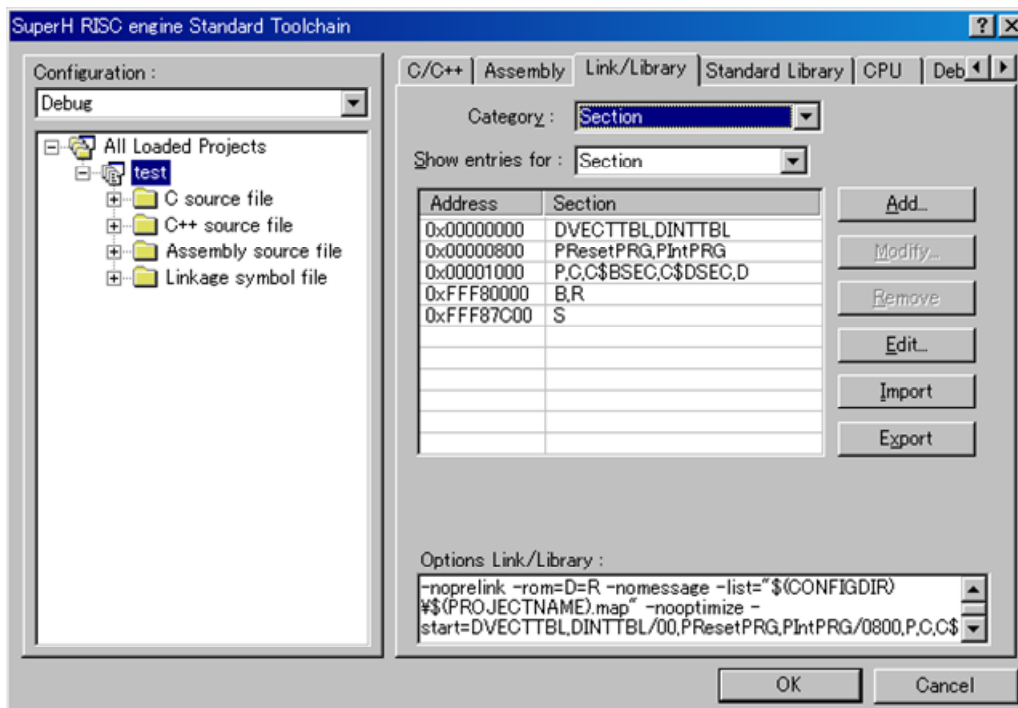 SuperH RISC engine Standard Toolchain
Configuration :
Debug
All Loaded Projects
test
C source file
C++ source file
Assembly source file
Linkage symbol file
C/C++ Assembly Link/Library Standard Library CPU Deb
Category : Section
Show entries for : Section
Address Section
0x00000000 DVECTTBL,DINTTBL
0x00000800 PResetPRG,PIntPRG
0x00001000 P,C,C$BSEC,C$DSEC,D
0xFFF80000 B,R
0xFFF87C00 S
Add...
Modify...
Remove
Edit...
Import
Export
Options Link/Library :
-noprelink -rom=D=R -nomessage -list="$(CONFIGDIR)
¥$(PROJECTNAME).map" -nooptimize -
start=DVECTTBL,DINTTBL/00,PResetPRG,PIntPRG/0800,P,C,C$
OK Cancel